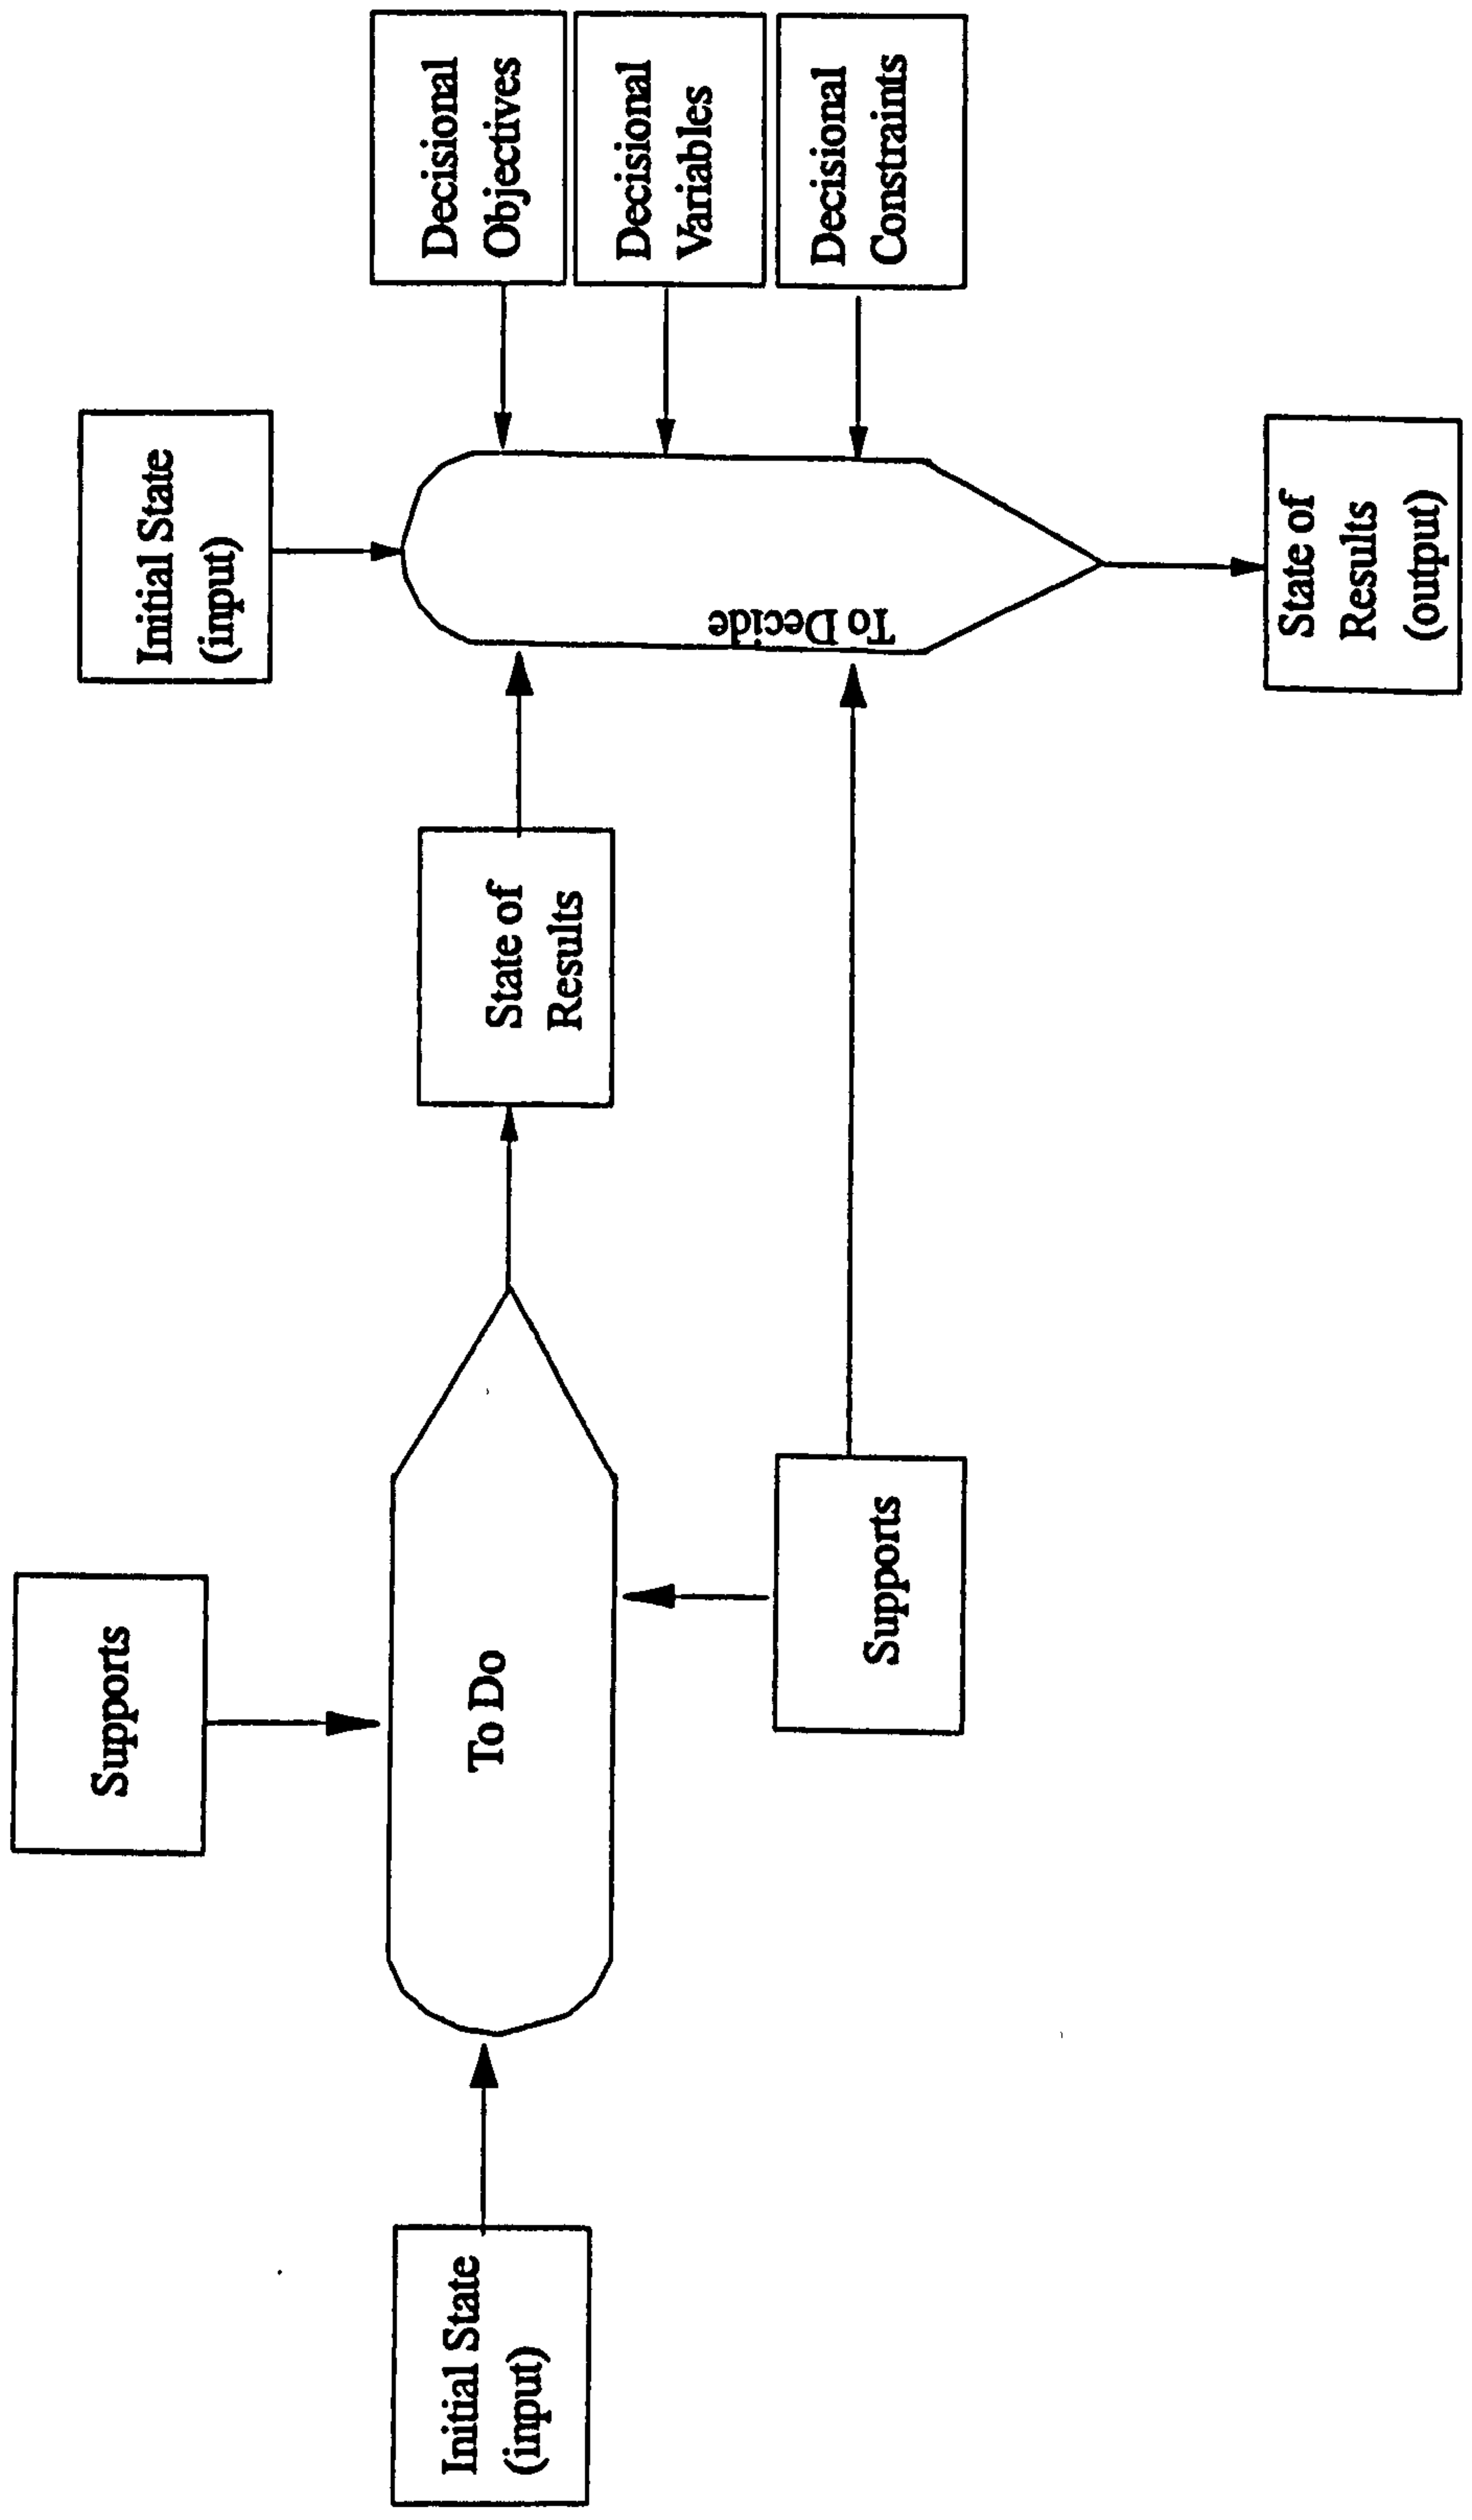 Supports
Initial State
(input)
Initial State
(input)
To Do
State of
Results
Decisional
Objectives
Decisional
Variables
Decisional
Constraints
To Decide
Supports
State of
Results
(output)